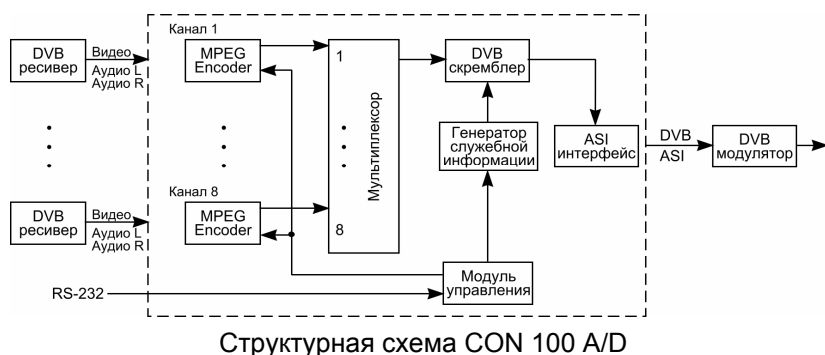 Канал 1
DVB
ресивер
Видео
Аудио L
Аудио R
MPEG
Encoder
1
Мультиплексор
8
DVB
скремблер
Генератор
служебной
информации
ASI
интерфейс
DVB
ASI
DVB
модулятор
Канал 8
DVB
ресивер
Видео
Аудио L
Аудио R
MPEG
Encoder
RS-232
Модуль
управления
Структурная схема CON 100 A/D